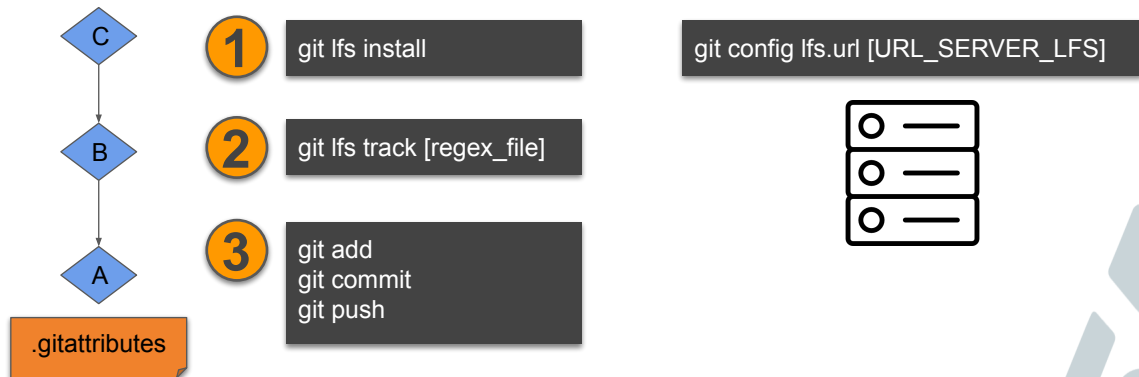 C
1
git lfs install
git config lfs.url [URL_SERVER_LFS]
B
2
git lfs track [regex_file]
3
git add
git commit
git push
A
.gitattributes